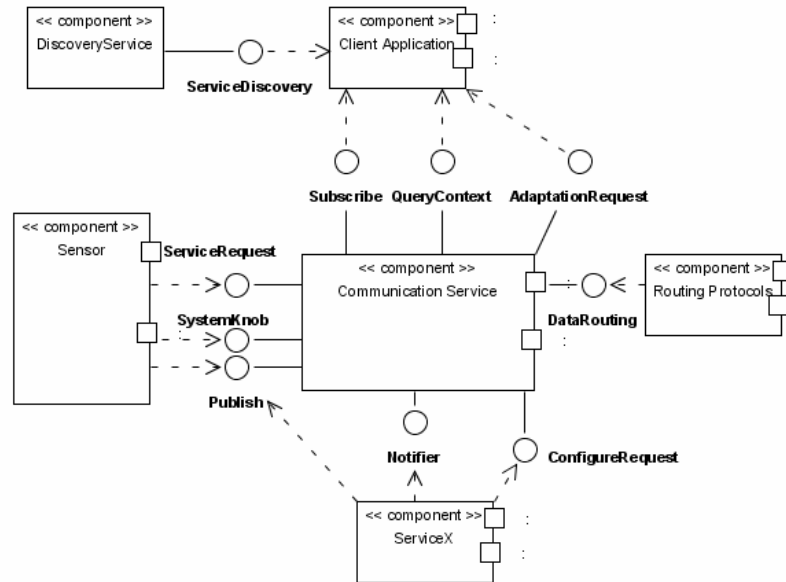 << component >>
DiscoveryService
<< component >>
Client Application
:
:
ServiceDiscovery
Subscribe
QueryContext
AdaptationRequest
<< component >>
Sensor
ServiceRequest
:
SystemKnob
:
Publish
<< component >>
Communication Service
:
:
DataRouting
<< component >>
Routing Protocols
Notifier
ConfigureRequest
<< component >>
ServiceX
:
: